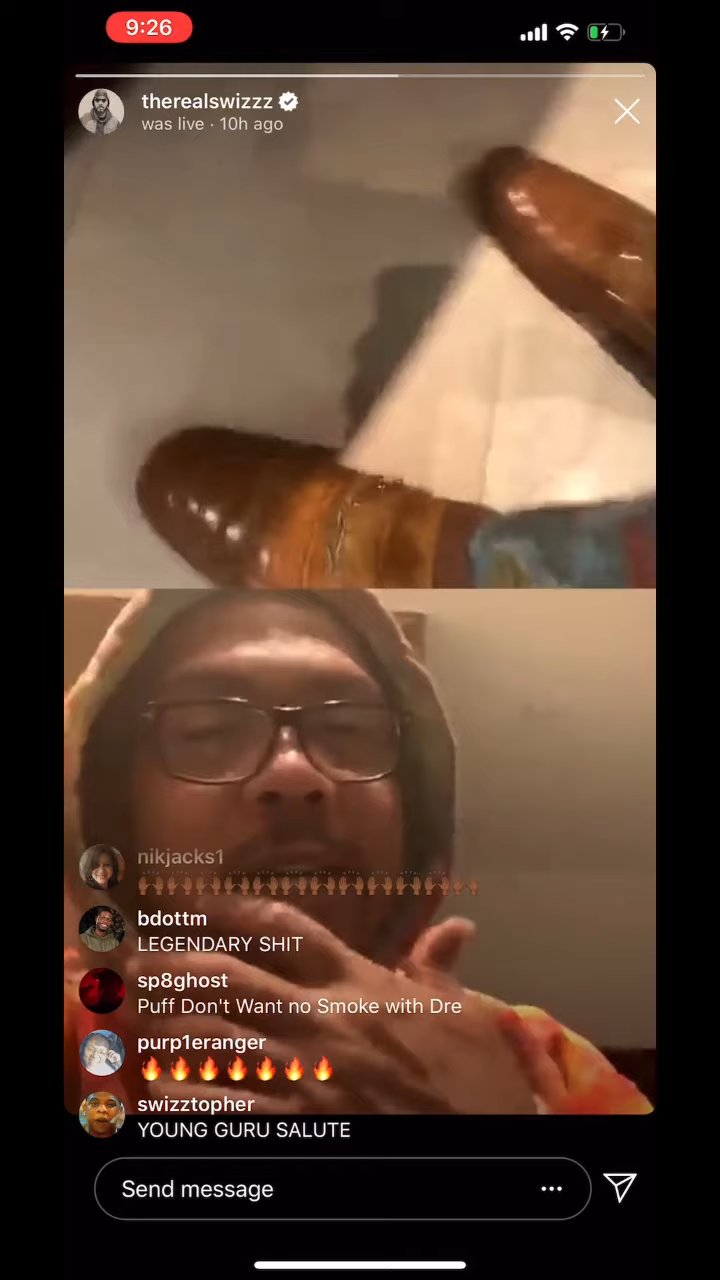 9:26
therealswizzz
was live · 10h ago
nikjacks1
🙌🏾🙌🏾🙌🏾🙌🏾🙌🏾🙌🏾🙌🏾🙌🏾🙌🏾🙌🏾🙌🏾🙌🏾
bdottm
LEGENDARY SHIT
sp8ghost
Puff Don't Want no Smoke with Dre
purp1eranger
🔥🔥🔥🔥🔥🔥🔥
swizztopher
YOUNG GURU SALUTE
Send message